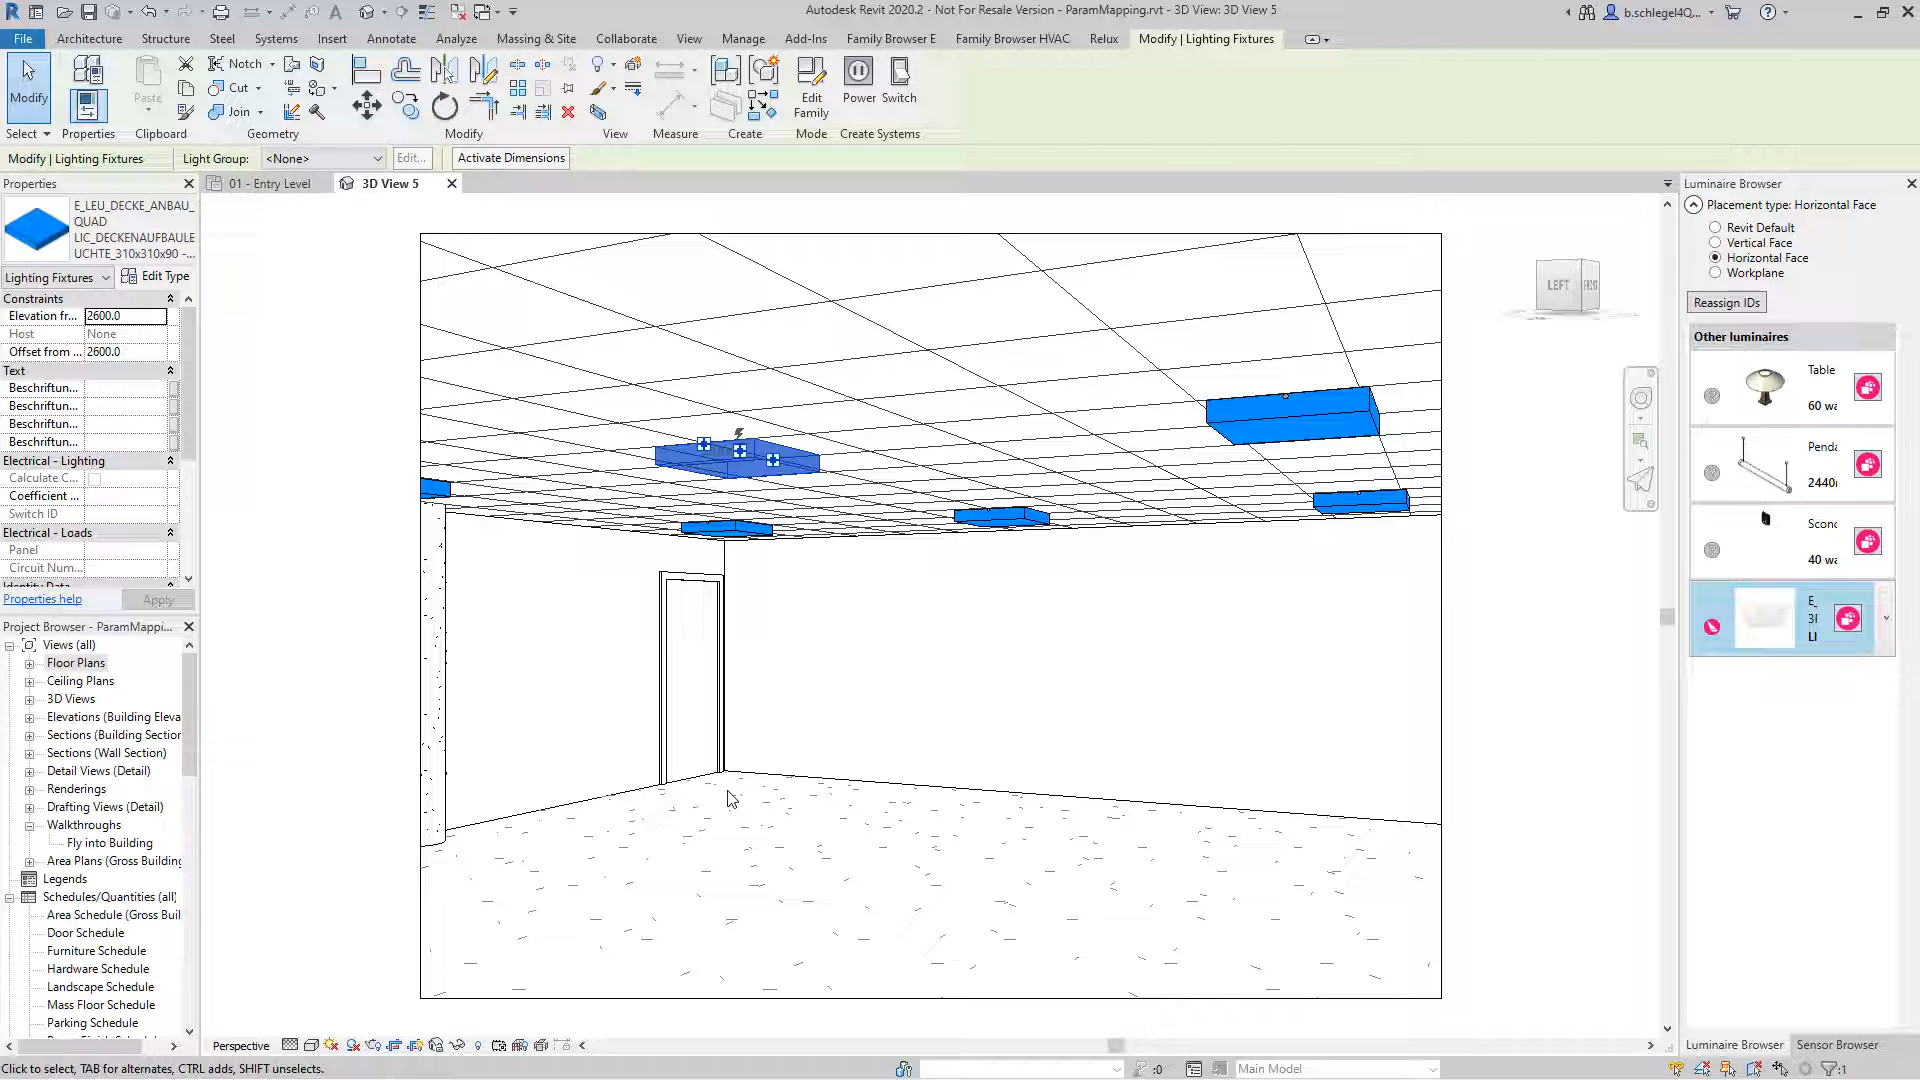 Autodesk Revit 2020.2 - Not For Resale Version - ParamMapping.rvt - 3D View: 3D View 5
b.schlegel4Q...
File Architecture Structure Steel Systems Insert Annotate Analyze Massing & Site Collaborate View Manage Add-Ins Family Browser E Family Browser HVAC Relux Modify | Lighting Fixtures
Modify
Paste
Notch
Cut
Join
Edit
Family
Power
Switch
Select Properties Clipboard Geometry Modify View Measure Create Mode Create Systems
Modify | Lighting Fixtures Light Group: <None> Edit... Activate Dimensions
Properties
E_LEU_DECKE_ANBAU_
QUAD
LIC_DECKENAUFBAULE
UCHTE_310x310x90 -...
Lighting Fixtures Edit Type
Constraints
Elevation fr... 2600.0
Host None
Offset from ... 2600.0
Text
Beschriftun...
Beschriftun...
Beschriftun...
Beschriftun...
Electrical - Lighting
Calculate C...
Coefficient ...
Switch ID
Electrical - Loads
Panel
Circuit Num...
Identity Data
Properties help Apply
Project Browser - ParamMappi...
Views (all)
Floor Plans
Ceiling Plans
3D Views
Elevations (Building Eleva
Sections (Building Section
Sections (Wall Section)
Detail Views (Detail)
Renderings
Drafting Views (Detail)
Walkthroughs
Fly into Building
Area Plans (Gross Building
Legends
Schedules/Quantities (all)
Area Schedule (Gross Buil
Door Schedule
Furniture Schedule
Hardware Schedule
Landscape Schedule
Mass Floor Schedule
Parking Schedule
01 - Entry Level 3D View 5
LEFT
Perspective
Luminaire Browser
Placement type: Horizontal Face
Revit Default
Vertical Face
Horizontal Face
Workplane
Reassign IDs
Other luminaires
Table
60 wa
Penda
2440r
Sconc
40 wa
E_
3I
LI
Luminaire Browser Sensor Browser
Click to select, TAB for alternates, CTRL adds, SHIFT unselects.
:0
Main Model
:1